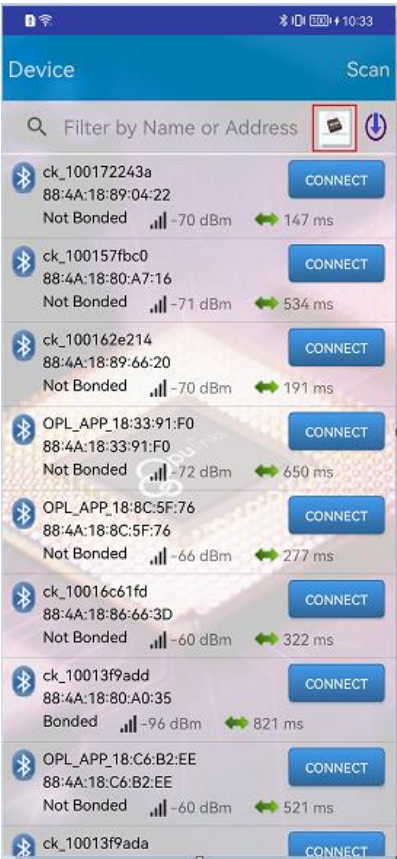 100 10:33
Device Scan
Filter by Name or Address
ck_100172243a
88:4A:18:89:04:22
CONNECT
Not Bonded -70 dBm 147 ms
ck_100157fbc0
88:4A:18:80:A7:16
CONNECT
Not Bonded -71 dBm 534 ms
ck_100162e214
88:4A:18:89:66:20
CONNECT
Not Bonded -70 dBm 191 ms
OPL_APP_18:33:91:F0
88:4A:18:33:91:F0
CONNECT
Not Bonded -72 dBm 650 ms
OPL_APP_18:8C:5F:76
88:4A:18:8C:5F:76
CONNECT
Not Bonded -66 dBm 277 ms
ck_10016c61fd
88:4A:18:86:66:3D
CONNECT
Not Bonded -60 dBm 322 ms
ck_10013f9add
88:4A:18:80:A0:35
CONNECT
Bonded -96 dBm 821 ms
OPL_APP_18:C6:B2:EE
88:4A:18:C6:B2:EE
CONNECT
Not Bonded -60 dBm 521 ms
ck_10013f9ada
CONNECT